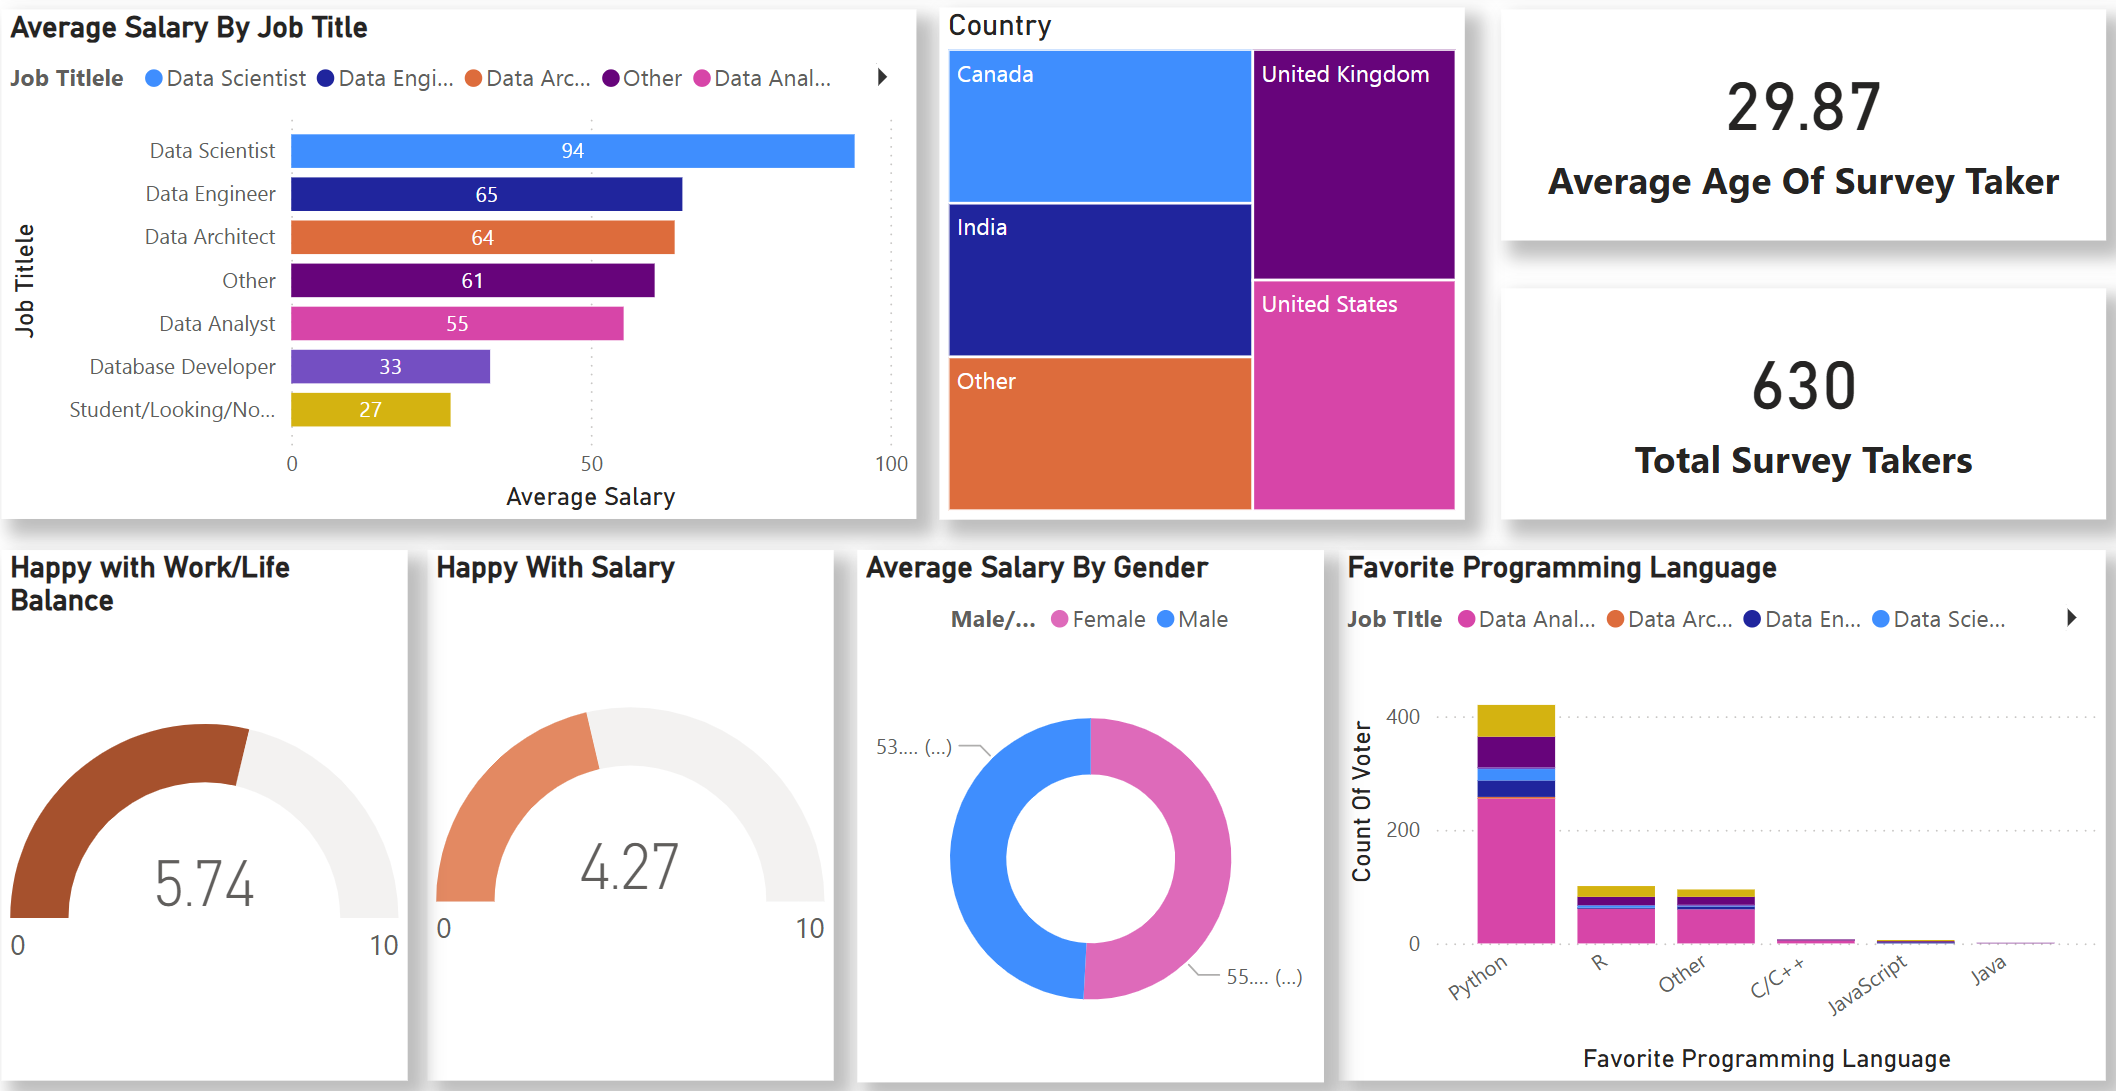 Average Salary By Job Title
Job Titlele Data Scientist Data Engi... Data Arc... Other Data Anal...
Job Titlele
Data Scientist 94
Data Engineer 65
Data Architect 64
Other 61
Data Analyst 55
Database Developer 33
Student/Looking/No... 27
0 50 100
Average Salary
Country
Canada
India
Other
United Kingdom
United States
29.87
Average Age Of Survey Taker
630
Total Survey Takers
Happy with Work/Life
Balance
5.74
0 10
Happy With Salary
4.27
0 10
Average Salary By Gender
Male/... Female Male
53.... (...)
55.... (...)
Favorite Programming Language
Job TItle Data Anal... Data Arc... Data En... Data Scie...
Count Of Voter
400
200
0
Python R Other C/C++ JavaScript Java
Favorite Programming Language